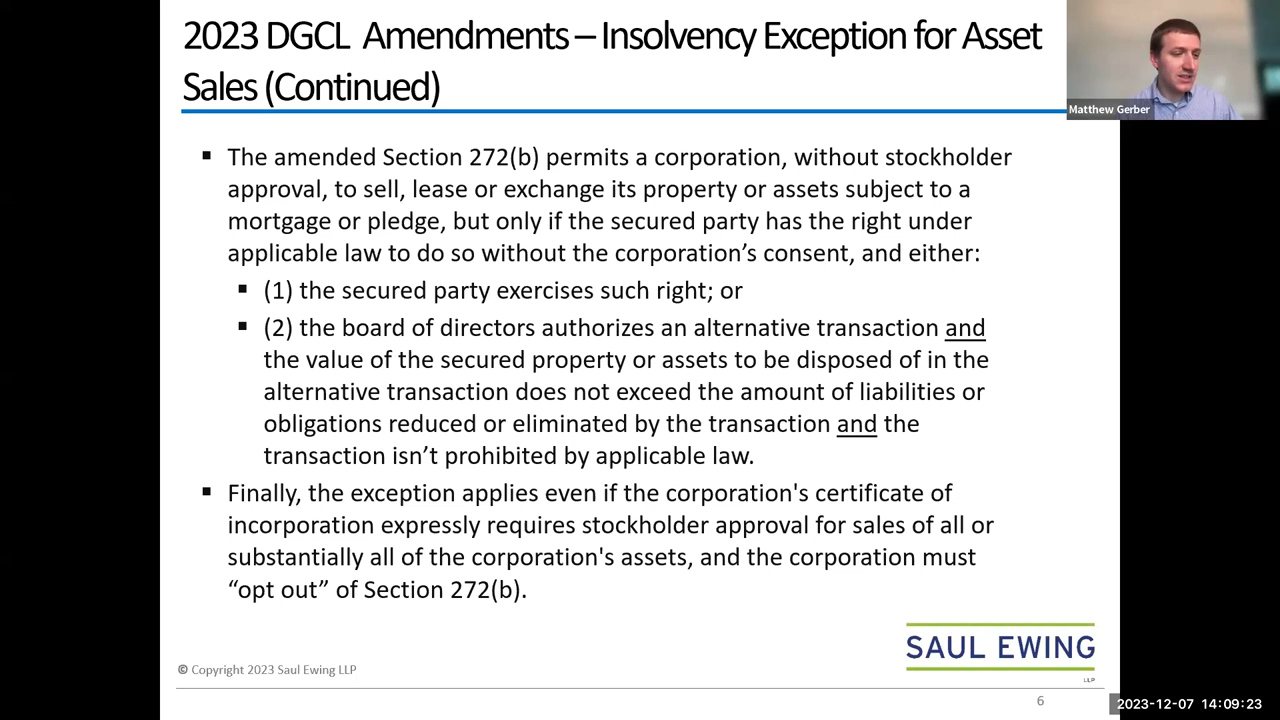 2023 DGCL Amendments – Insolvency Exception for Asset
Sales (Continued)
Matthew Gerber
▪ The amended Section 272(b) permits a corporation, without stockholder
approval, to sell, lease or exchange its property or assets subject to a
mortgage or pledge, but only if the secured party has the right under
applicable law to do so without the corporation’s consent, and either:
▪ (1) the secured party exercises such right; or
▪ (2) the board of directors authorizes an alternative transaction and
the value of the secured property or assets to be disposed of in the
alternative transaction does not exceed the amount of liabilities or
obligations reduced or eliminated by the transaction and the
transaction isn’t prohibited by applicable law.
▪ Finally, the exception applies even if the corporation's certificate of
incorporation expressly requires stockholder approval for sales of all or
substantially all of the corporation's assets, and the corporation must
“opt out” of Section 272(b).
SAUL EWING
LLP
© Copyright 2023 Saul Ewing LLP
6
2023-12-07 14:09:23